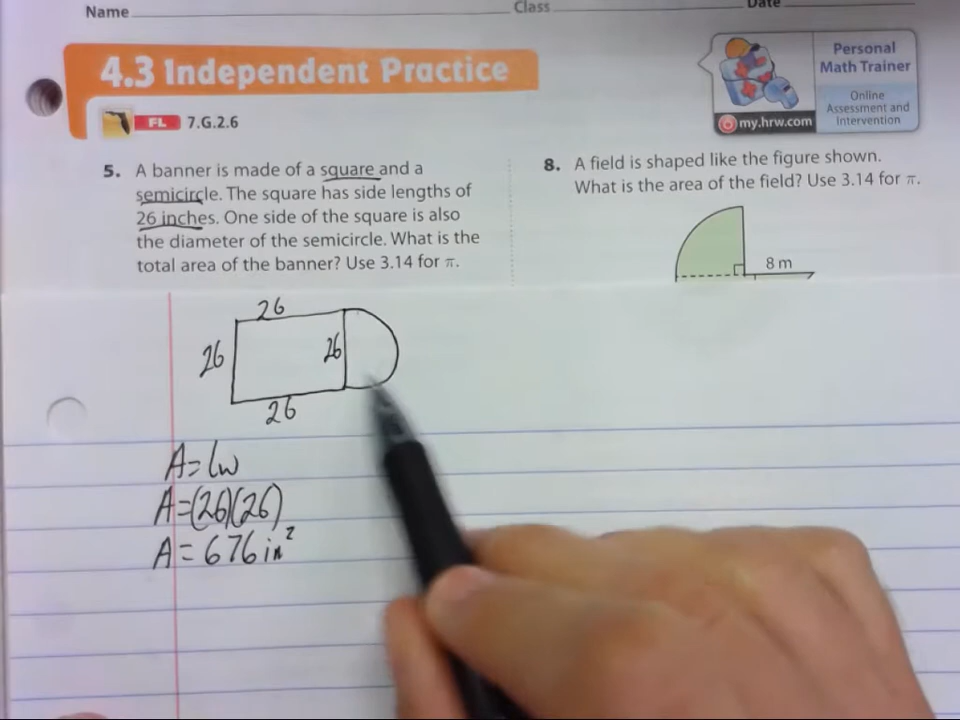 Name
Class
Date
4.3 Independent Practice
FL 7.G.2.6
Personal
Math Trainer
Online
Assessment and
Intervention
my.hrw.com
5. A banner is made of a square and a
semicircle. The square has side lengths of
26 inches. One side of the square is also
the diameter of the semicircle. What is the
total area of the banner? Use 3.14 for π.
8. A field is shaped like the figure shown.
What is the area of the field? Use 3.14 for π.
8 m
26
26
26
26
A=lw
A=(26)(26)
A=676in²